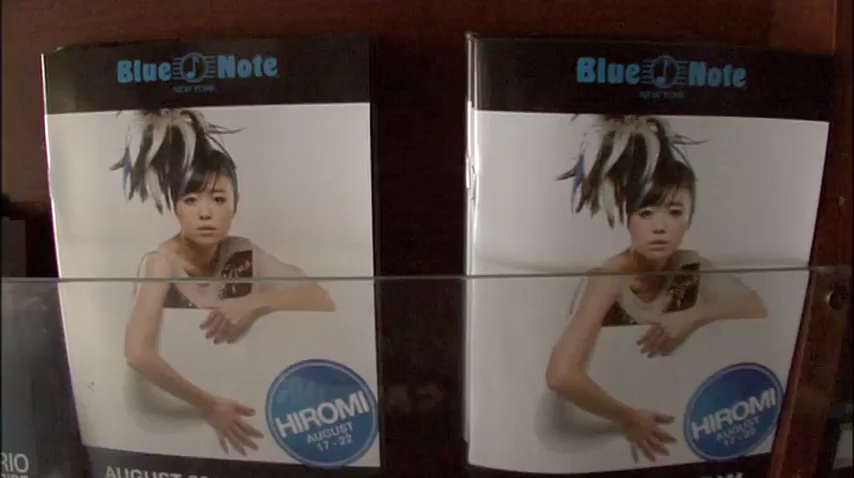 Blue Note
NEW YORK
HIROMI
AUGUST
17 - 22
AUGUST
Blue Note
NEW YORK
HIROMI
AUGUST
17 - 22
RIO